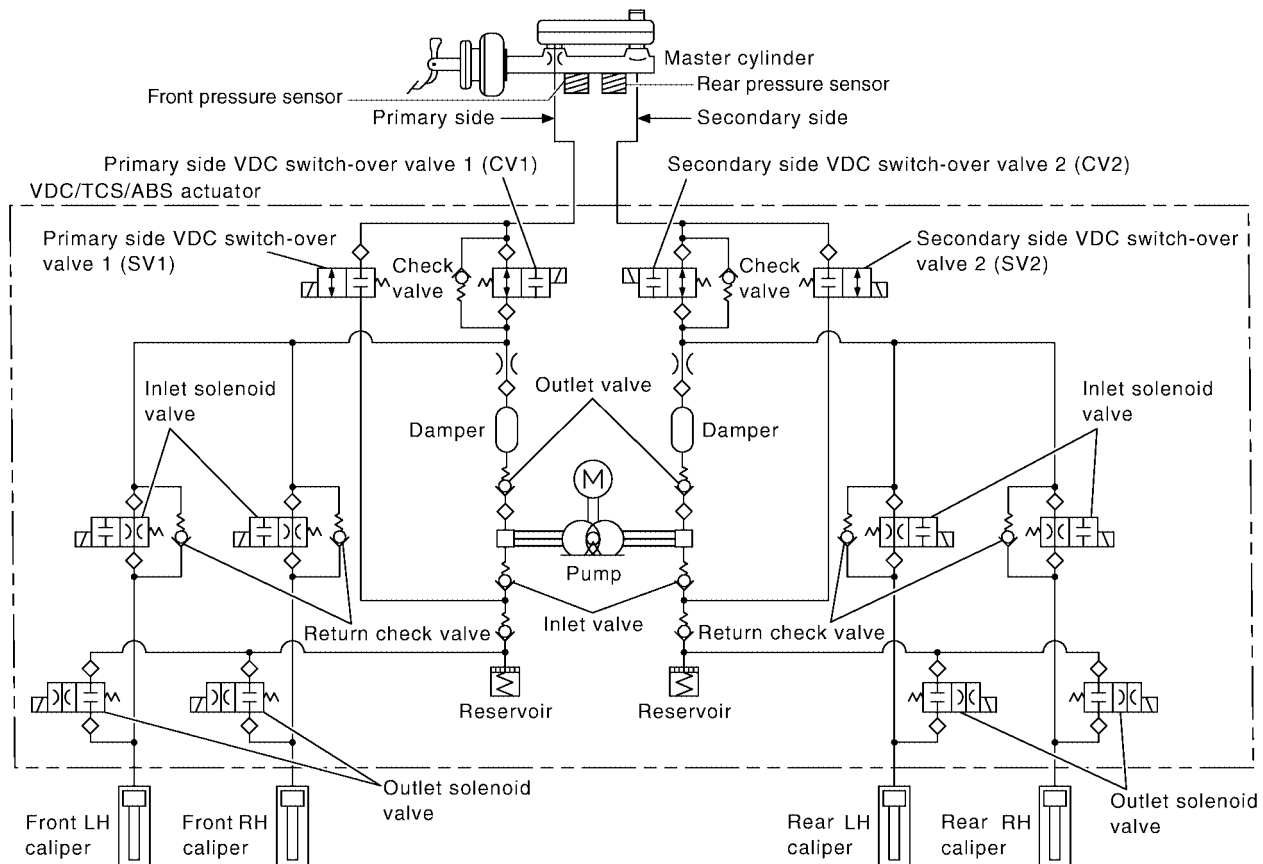 Master cylinder
Front pressure sensor
Rear pressure sensor
Primary side
Secondary side
Primary side VDC switch-over valve 1 (CV1)
Secondary side VDC switch-over valve 2 (CV2)
VDC/TCS/ABS actuator
Primary side VDC switch-over
valve 1 (SV1)
Check
valve
Check
valve
Secondary side VDC switch-over
valve 2 (SV2)
Inlet solenoid
valve
Outlet valve
Inlet solenoid
valve
Damper
Damper
M
Pump
Return check valve
Inlet valve
Return check valve
Reservoir
Reservoir
Outlet solenoid
valve
Outlet solenoid
valve
Front LH
caliper
Front RH
caliper
Rear LH
caliper
Rear RH
caliper